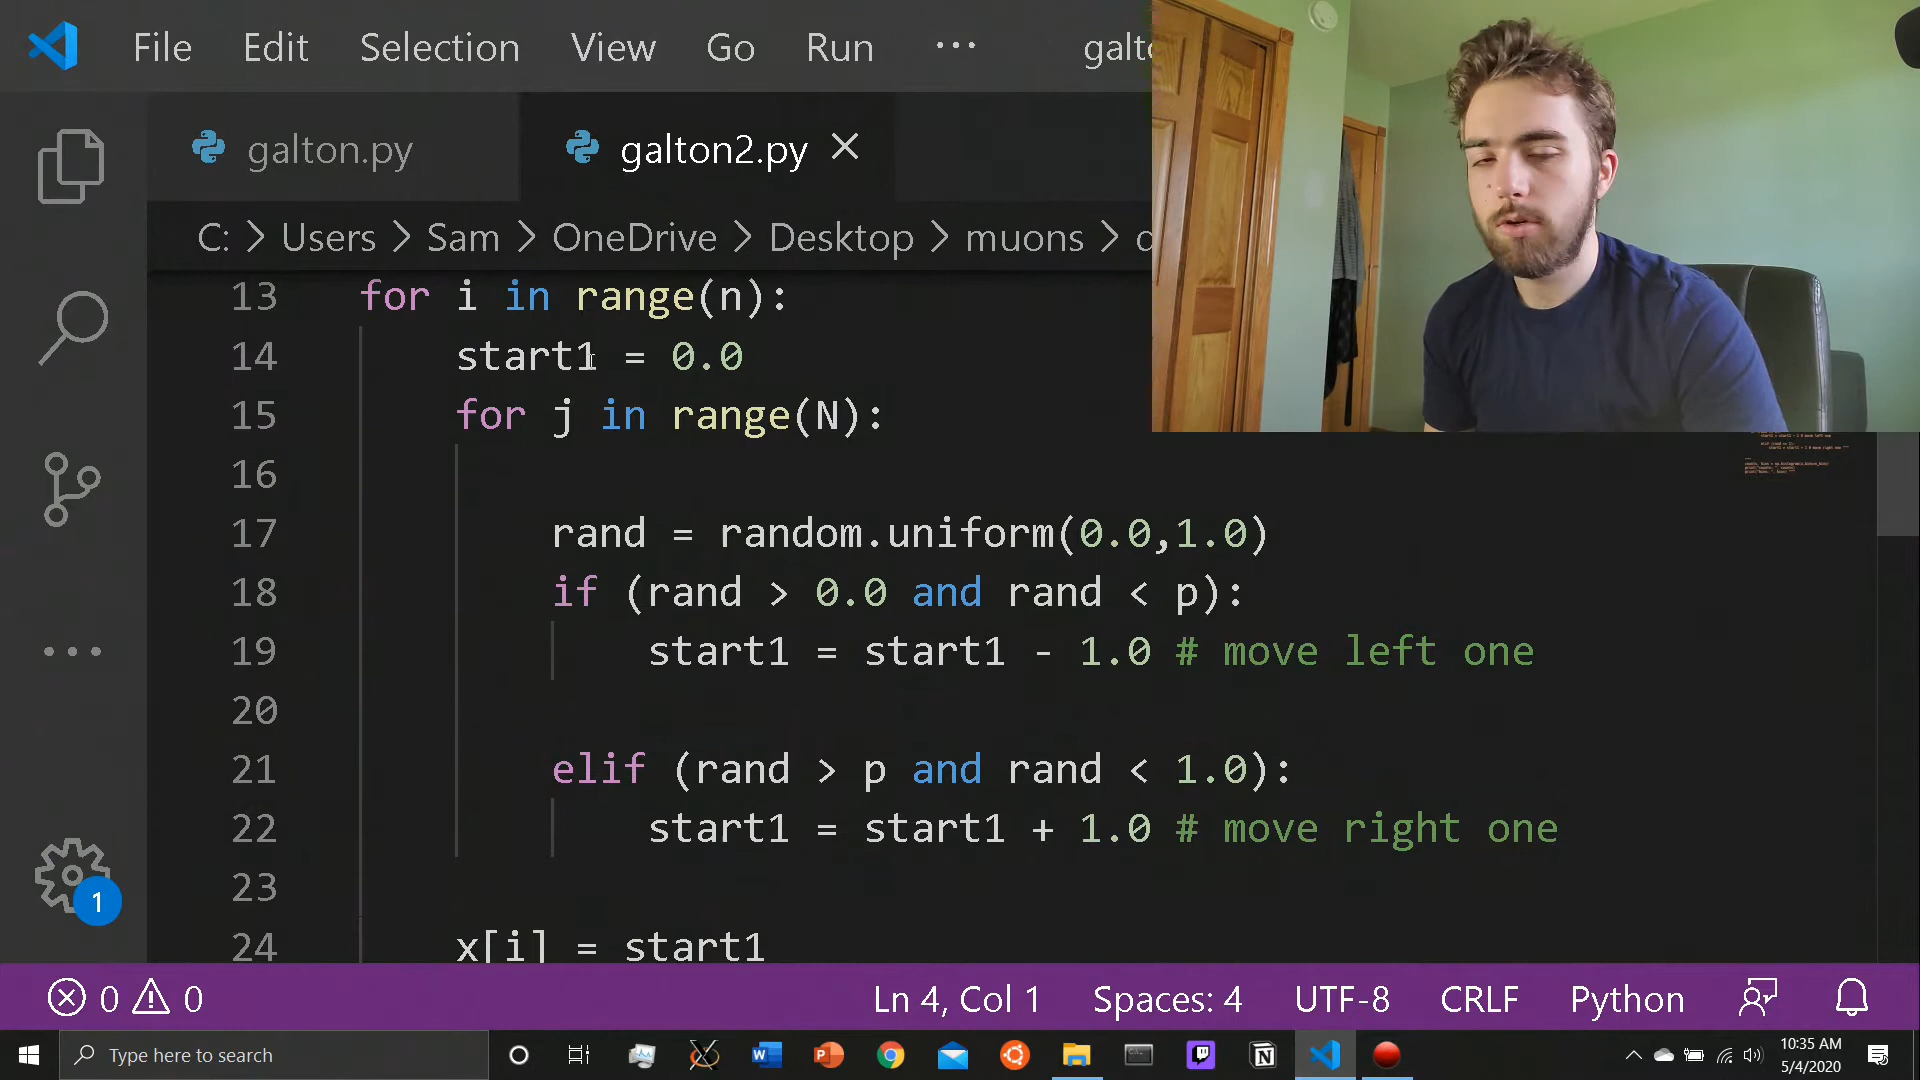 File Edit Selection View Go Run ···
galton.py galton2.py
C: > Users > Sam > OneDrive > Desktop > muons >
13 for i in range(n):
14 start1 = 0.0
15 for j in range(N):
16
17 rand = random.uniform(0.0,1.0)
18 if (rand > 0.0 and rand < p):
19 start1 = start1 - 1.0 # move left one
20
21 elif (rand > p and rand < 1.0):
22 start1 = start1 + 1.0 # move right one
23
24 x[i] = start1
1
0 0 Ln 4, Col 1 Spaces: 4 UTF-8 CRLF Python
Type here to search
10:35 AM
5/4/2020